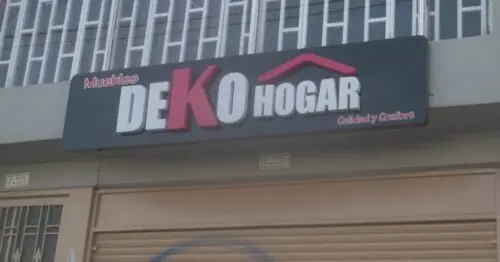 Muebles
DEKO HOGAR
Calidad y Confort